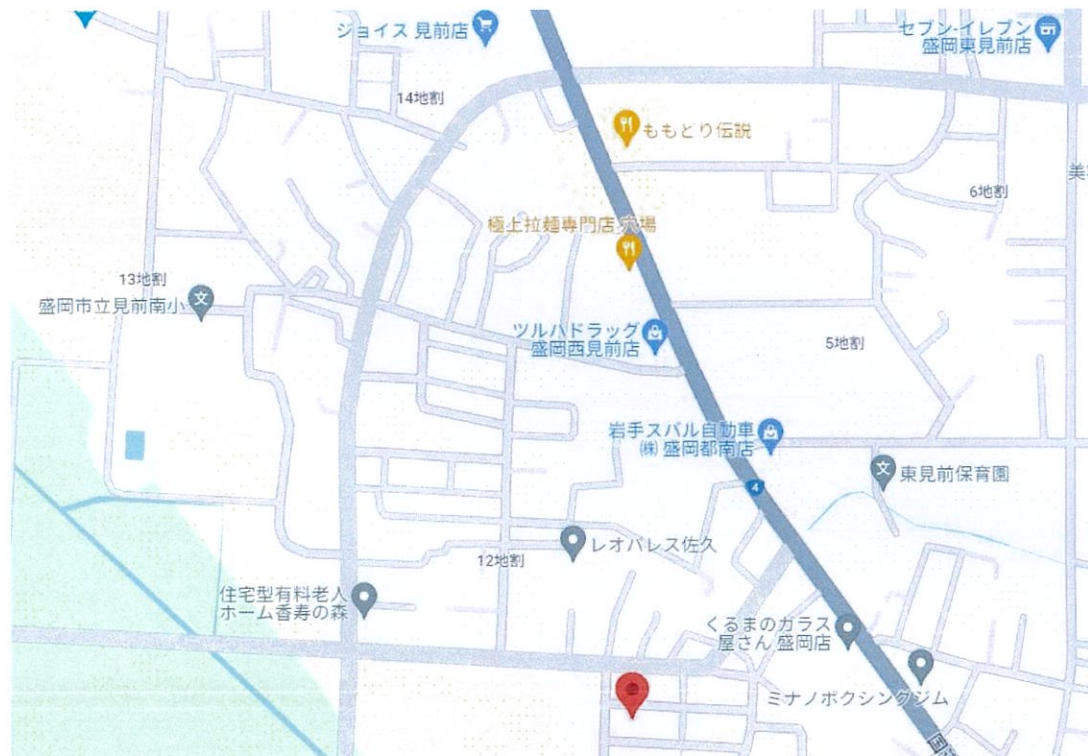 ジョイス 見前店
セブン-イレブン
盛岡東見前店
14地割
ももとり伝説
6地割
極上拉麺専門店 穴場
13地割
盛岡市立見前南小
ツルハドラッグ
盛岡西見前店
5地割
岩手スバル自動車
㈱ 盛岡都南店
東見前保育園
4
レオパレス佐久
12地割
住宅型有料老人
ホーム香寿の森
くるまのガラス
屋さん 盛岡店
ミナノボクシングジム